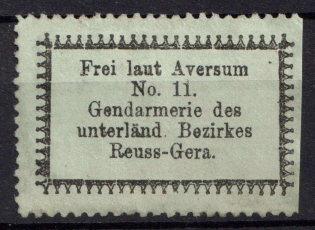 Frei laut Aversum
No. 11.
Gendarmerie des
unterländ. Bezirkes
Reuss-Gera.